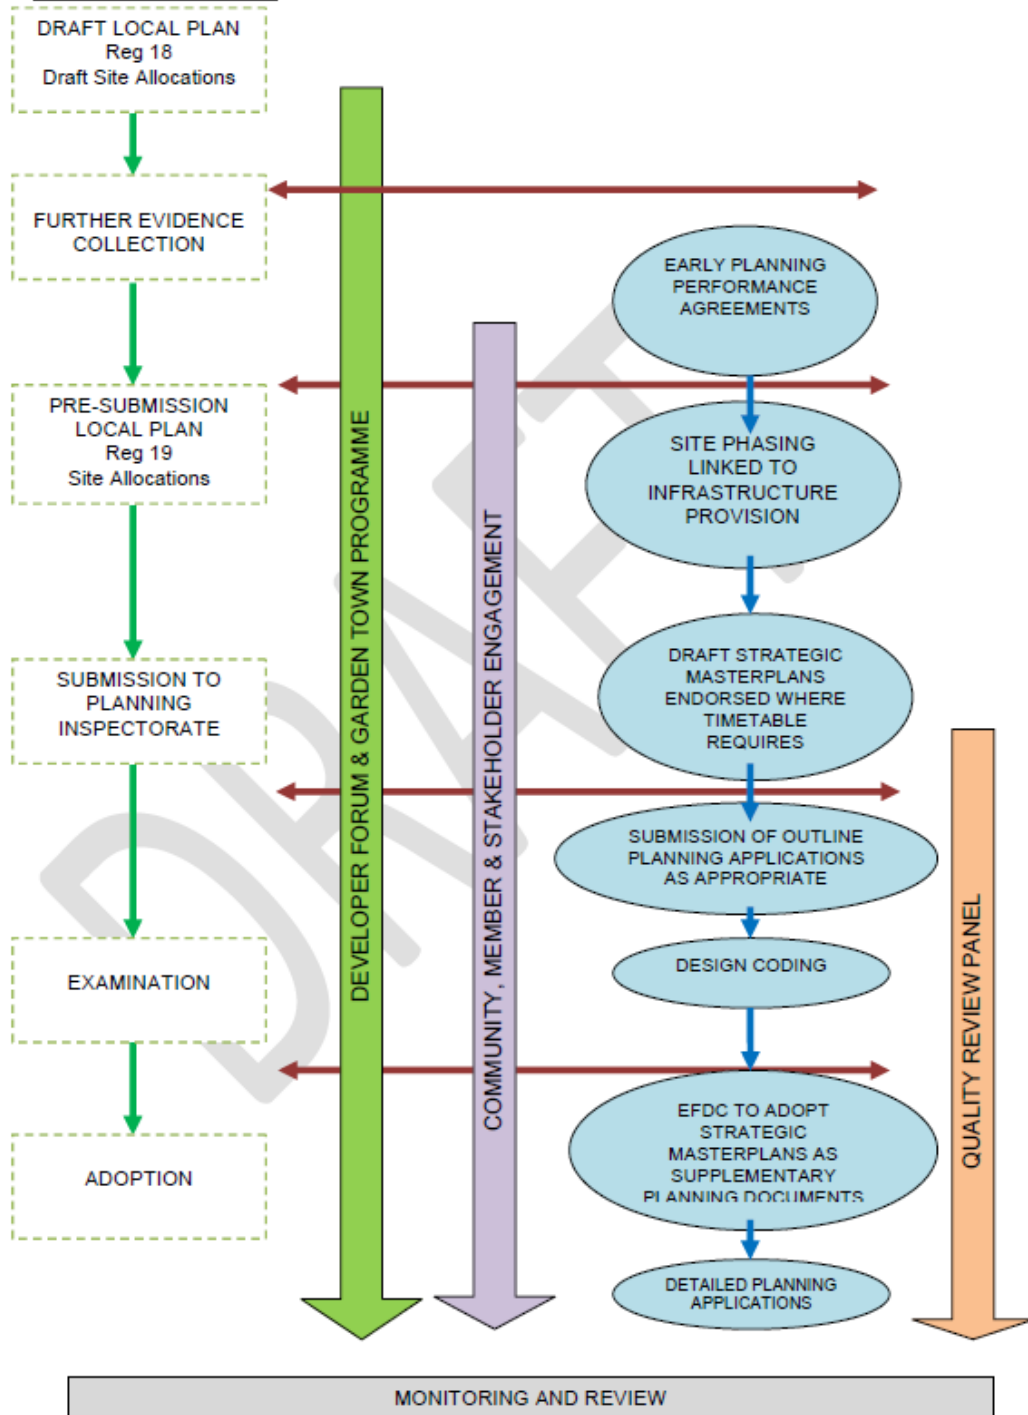 DRAFT LOCAL PLAN
Reg 18
Draft Site Allocations
FURTHER EVIDENCE
COLLECTION
PRE-SUBMISSION
LOCAL PLAN
Reg 19
Site Allocations
SUBMISSION TO
PLANNING
INSPECTORATE
EXAMINATION
ADOPTION
DEVELOPER FORUM & GARDEN TOWN PROGRAMME
COMMUNITY, MEMBER & STAKEHOLDER ENGAGEMENT
EARLY PLANNING
PERFORMANCE
AGREEMENTS
SITE PHASING
LINKED TO
INFRASTRUCTURE
PROVISION
DRAFT STRATEGIC
MASTERPLANS
ENDORSED WHERE
TIMETABLE
REQUIRES
SUBMISSION OF OUTLINE
PLANNING APPLICATIONS
AS APPROPRIATE
DESIGN CODING
EFDC TO ADOPT
STRATEGIC
MASTERPLANS AS
SUPPLEMENTARY
PLANNING DOCUMENTS
DETAILED PLANNING
APPLICATIONS
QUALITY REVIEW PANEL
DRAFT
MONITORING AND REVIEW